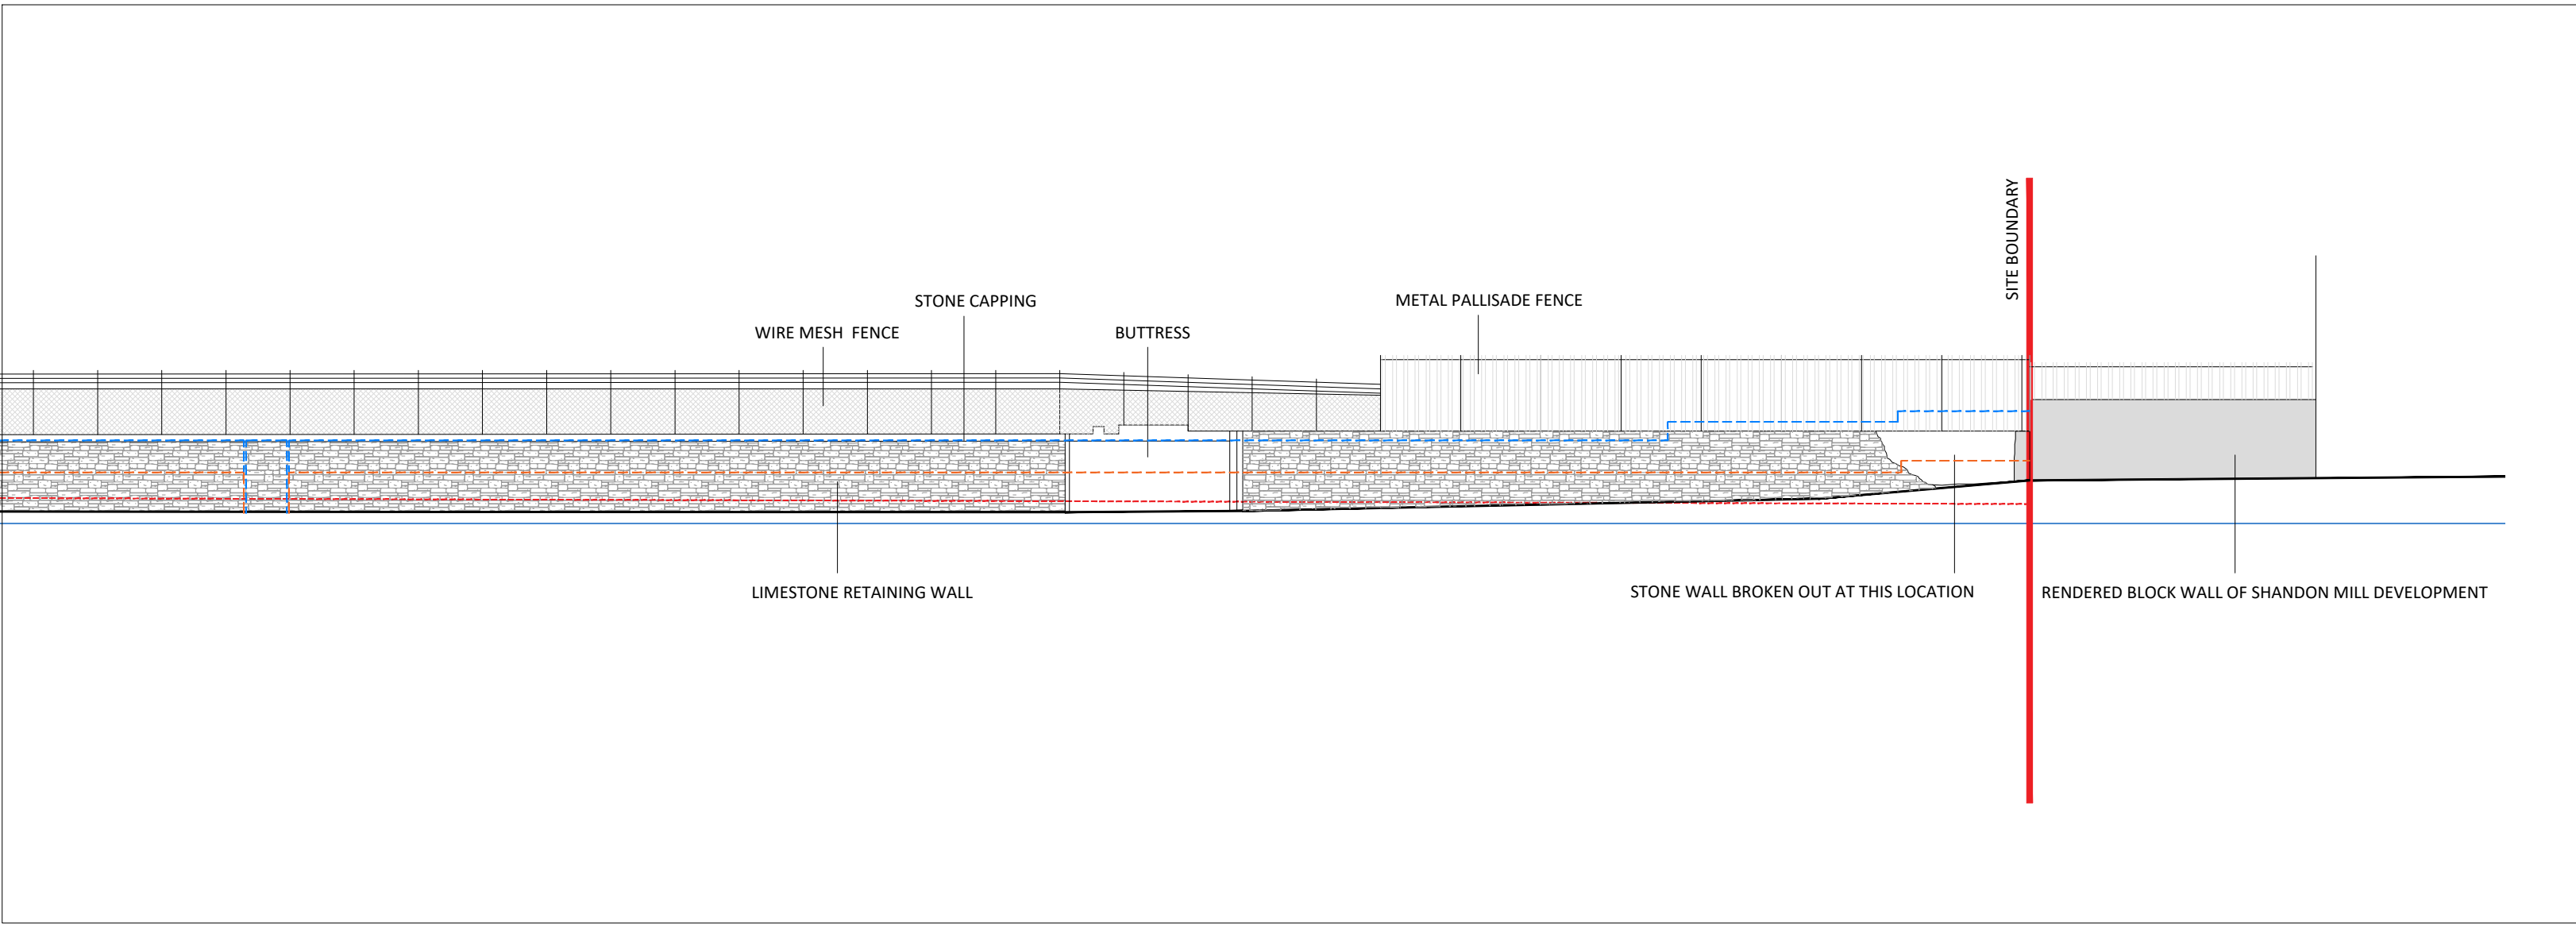 SITE BOUNDARY
STONE CAPPING
METAL PALLISADE FENCE
WIRE MESH  FENCE
BUTTRESS
LIMESTONE RETAINING WALL
STONE WALL BROKEN OUT AT THIS LOCATION
RENDERED BLOCK WALL OF SHANDON MILL DEVELOPMENT